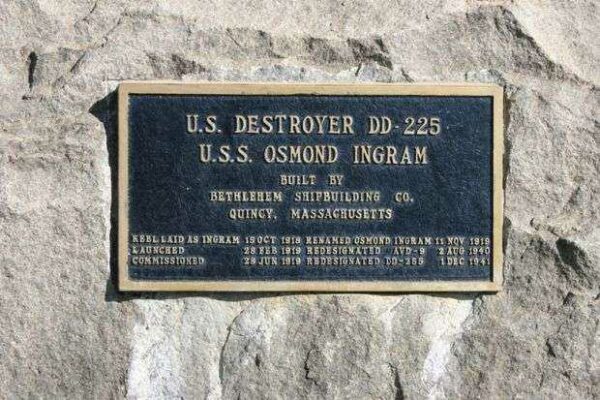 U.S. DESTROYER DD-225
U.S.S. OSMOND INGRAM
BUILT BY
BETHLEHEM SHIPBUILDING CO.
QUINCY, MASSACHUSETTS
KEEL LAID AS INGRAM 15 OCT 1918 RENAMED OSMOND INGRAM 11 NOV 1919
LAUNCHED 28 FEB 1919 REDESIGNATED AVD-9 2 AUG 1940
COMMISSIONED 28 JUN 1919 REDESIGNATED DD-255 1 DEC 1941